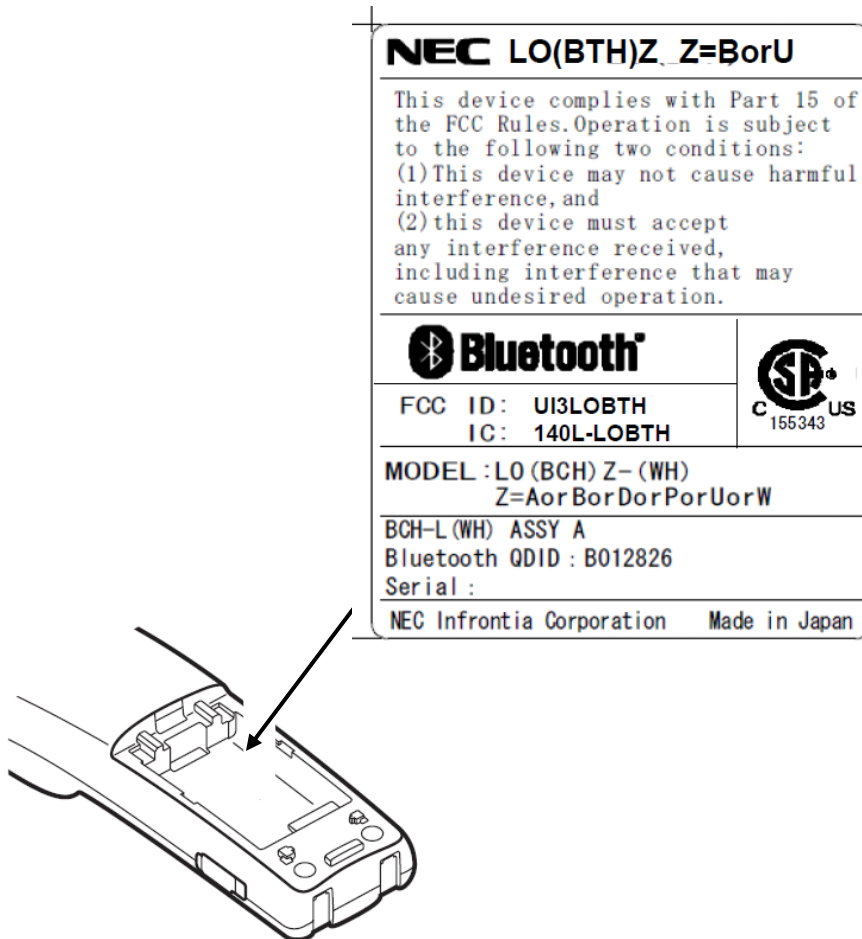 NEC LO(BTH)Z Z=BorU
This device complies with Part 15 of
the FCC Rules.Operation is subject
to the following two conditions:
(1)This device may not cause harmful
interference,and
(2)this device must accept
any interference received,
including interference that may
cause undesired operation.
Bluetooth
CSA
C US
155343
FCC ID: UI3LOBTH
IC: 140L-LOBTH
MODEL:LO(BCH)Z-(WH)
Z=AorBorDorPorUorW
BCH-L(WH) ASSY A
Bluetooth QDID : B012826
Serial :
NEC Infrontia Corporation Made in Japan